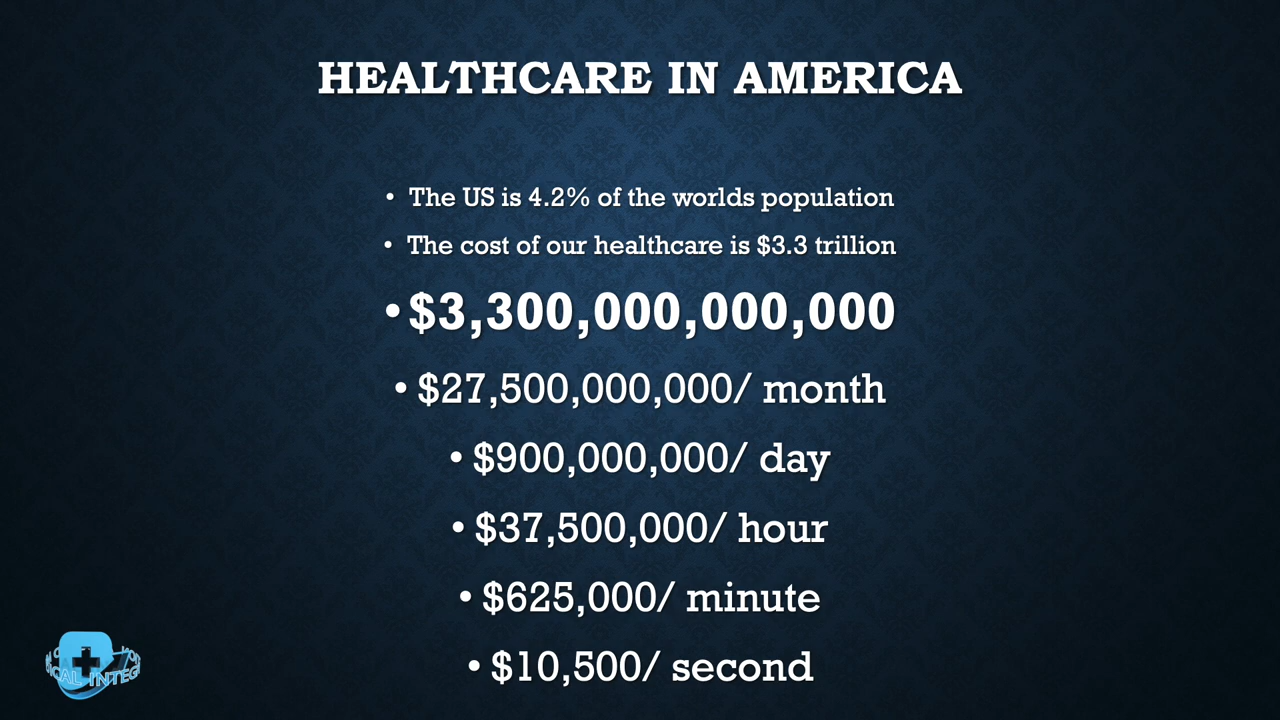 HEALTHCARE IN AMERICA
• The US is 4.2% of the worlds population
• The cost of our healthcare is $3.3 trillion
• $3,300,000,000,000
• $27,500,000,000/ month
• $900,000,000/ day
• $37,500,000/ hour
• $625,000/ minute
• $10,500/ second